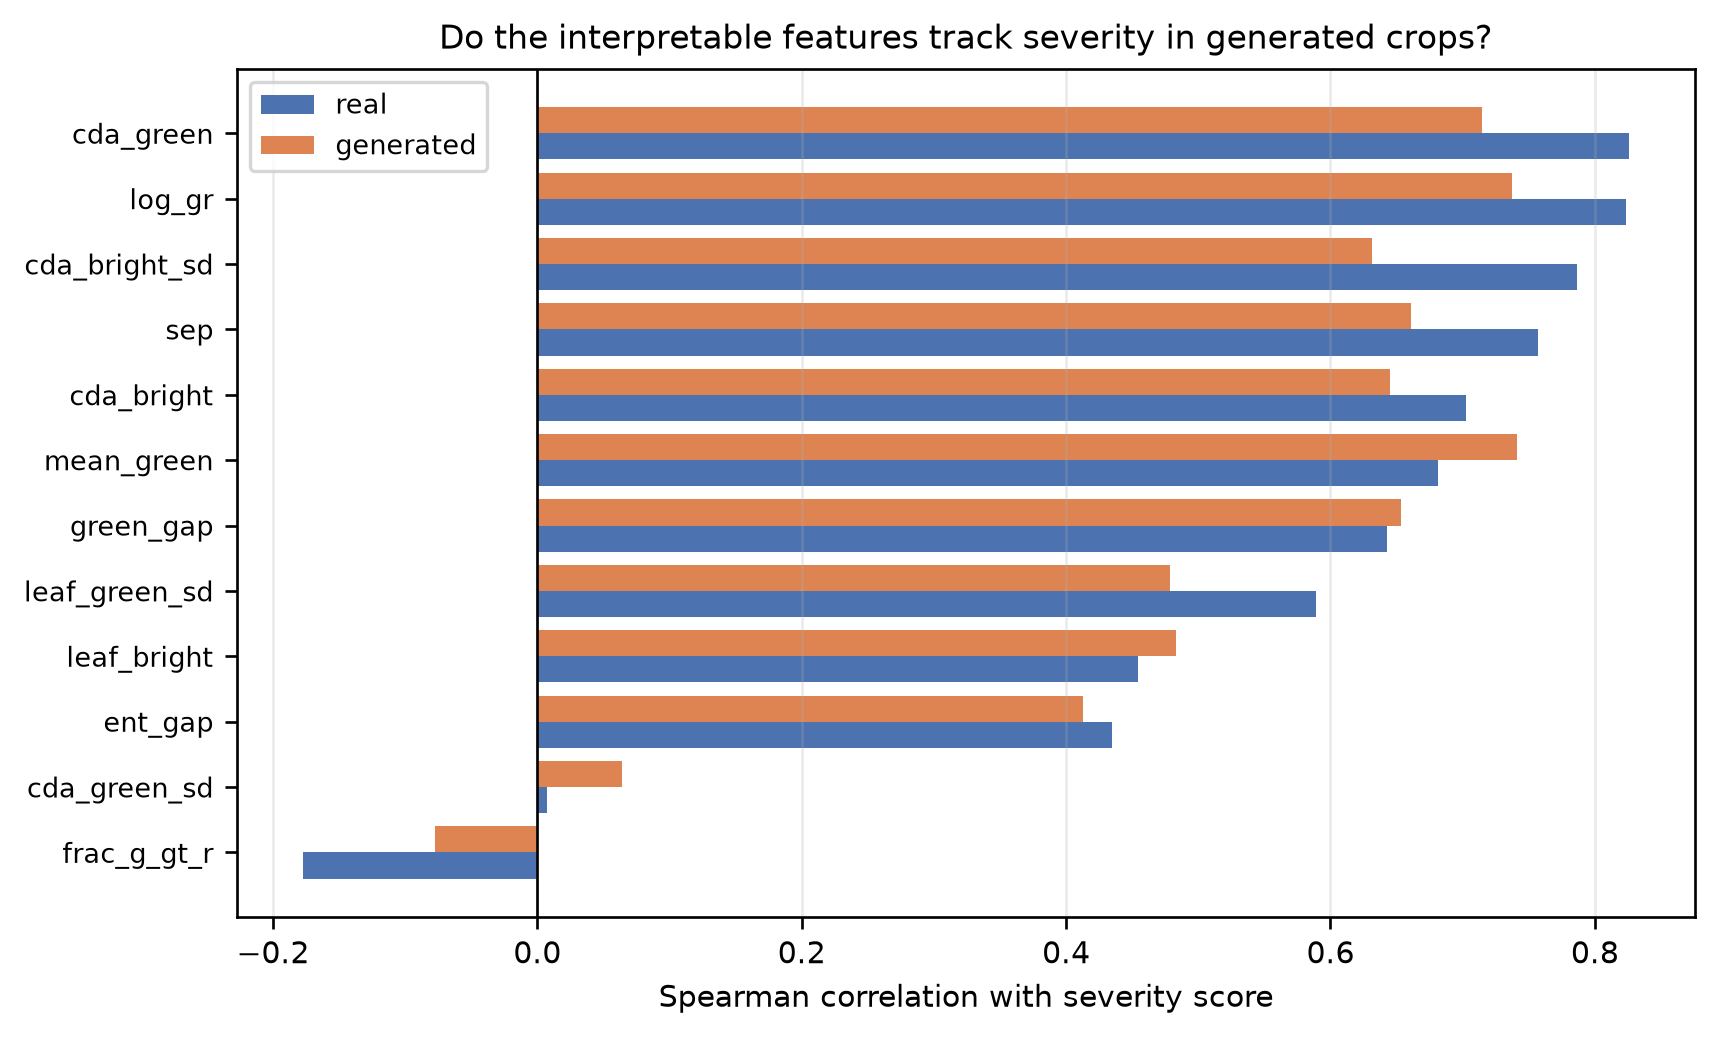 Do the interpretable features track severity in generated crops?
real
generated
cda_green
log_gr
cda_bright_sd
sep
cda_bright
mean_green
green_gap
leaf_green_sd
leaf_bright
ent_gap
cda_green_sd
frac_g_gt_r
−0.2 0.0 0.2 0.4 0.6 0.8
Spearman correlation with severity score